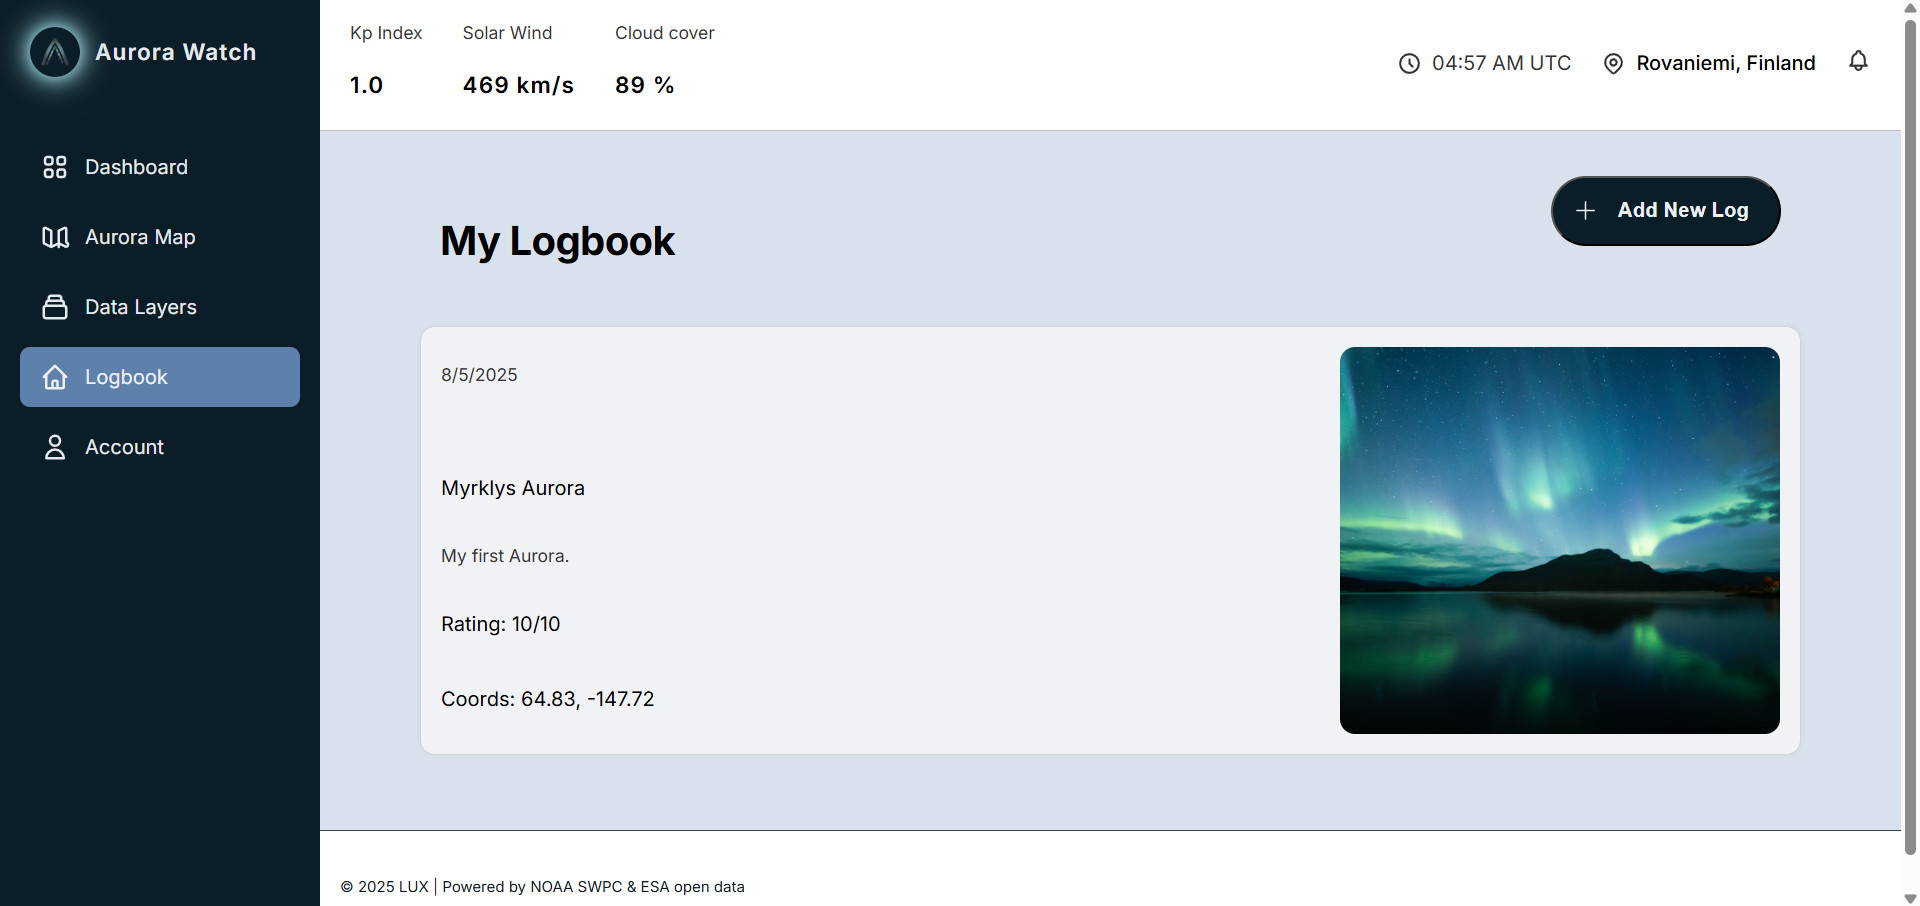 Aurora Watch
Dashboard
Aurora Map
Data Layers
Logbook
Account
Kp Index
1.0
Solar Wind
469 km/s
Cloud cover
89 %
04:57 AM UTC
Rovaniemi, Finland
My Logbook
Add New Log
8/5/2025
Myrklys Aurora
My first Aurora.
Rating: 10/10
Coords: 64.83, -147.72
© 2025 LUX | Powered by NOAA SWPC & ESA open data